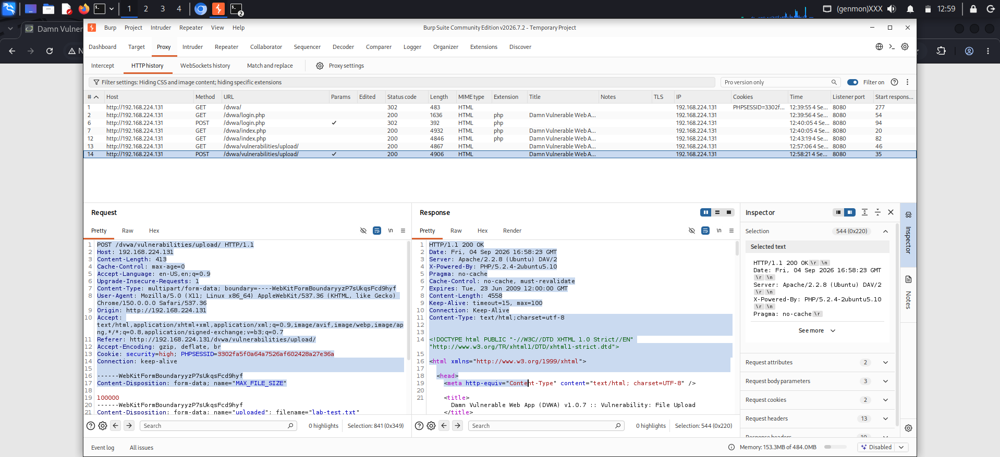 1 2 3 4 2 (genmon)XXX 12:59
Damn Vulner
N
Burp Project Intruder Repeater View Help Burp Suite Community Edition v2026.7.2 - Temporary Project
Dashboard Target Proxy Intruder Repeater Collaborator Sequencer Decoder Comparer Logger Organizer Extensions Discover
Intercept HTTP history WebSockets history Match and replace Proxy settings
Filter settings: Hiding CSS and image content; hiding specific extensions Pro version only Filter on
# Host Method URL Params Edited Status code Length MIME type Extension Title Notes TLS IP Cookies Time Listener port Start respons...
1 http://192.168.224.131 GET /dvwa/ 302 483 HTML 192.168.224.131 PHPSESSID=3302f... 12:39:55 4 Se... 8080 277
2 http://192.168.224.131 GET /dvwa/login.php 200 1636 HTML php Damn Vulnerable Web A... 192.168.224.131 12:39:56 4 Se... 8080 54
6 http://192.168.224.131 POST /dvwa/login.php ✓ 302 392 HTML php 192.168.224.131 12:40:05 4 Se... 8080 94
7 http://192.168.224.131 GET /dvwa/index.php 200 4932 HTML php Damn Vulnerable Web A... 192.168.224.131 12:40:05 4 Se... 8080 20
12 http://192.168.224.131 GET /dvwa/index.php 200 4846 HTML php Damn Vulnerable Web A... 192.168.224.131 12:43:19 4 Se... 8080 82
13 http://192.168.224.131 GET /dvwa/vulnerabilities/upload/ 200 4867 HTML Damn Vulnerable Web A... 192.168.224.131 12:57:06 4 Se... 8080 46
14 http://192.168.224.131 POST /dvwa/vulnerabilities/upload/ ✓ 200 4906 HTML Damn Vulnerable Web A... 192.168.224.131 12:58:21 4 Se... 8080 35
Request
Pretty Raw Hex \n
1 POST /dvwa/vulnerabilities/upload/ HTTP/1.1
2 Host: 192.168.224.131
3 Content-Length: 413
4 Cache-Control: max-age=0
5 Accept-Language: en-US,en;q=0.9
6 Upgrade-Insecure-Requests: 1
7 Content-Type: multipart/form-data; boundary=----WebKitFormBoundaryyzP7sUkqsFcd9hyf
8 User-Agent: Mozilla/5.0 (X11; Linux x86_64) AppleWebKit/537.36 (KHTML, like Gecko)
Chrome/150.0.0.0 Safari/537.36
9 Origin: http://192.168.224.131
10 Accept:
text/html,application/xhtml+xml,application/xml;q=0.9,image/avif,image/webp,image/ap
ng,*/*;q=0.8,application/signed-exchange;v=b3;q=0.7
11 Referer: http://192.168.224.131/dvwa/vulnerabilities/upload/
12 Accept-Encoding: gzip, deflate, br
13 Cookie: security=high; PHPSESSID=3302fa5f0a64a7526af602428a27e36a
14 Connection: keep-alive
15
16 ------WebKitFormBoundaryyzP7sUkqsFcd9hyf
17 Content-Disposition: form-data; name="MAX_FILE_SIZE"
18
19 100000
20 ------WebKitFormBoundaryyzP7sUkqsFcd9hyf
21 Content-Disposition: form-data; name="uploaded"; filename="lab-test.txt"
Search 0 highlights Selection: 841 (0x349)
Response
Pretty Raw Hex Render \n
1 HTTP/1.1 200 OK
2 Date: Fri, 04 Sep 2026 16:58:23 GMT
3 Server: Apache/2.2.8 (Ubuntu) DAV/2
4 X-Powered-By: PHP/5.2.4-2ubuntu5.10
5 Pragma: no-cache
6 Cache-Control: no-cache, must-revalidate
7 Expires: Tue, 23 Jun 2009 12:00:00 GMT
8 Content-Length: 4558
9 Keep-Alive: timeout=15, max=100
10 Connection: Keep-Alive
11 Content-Type: text/html;charset=utf-8
12
13
14 <!DOCTYPE html PUBLIC "-//W3C//DTD XHTML 1.0 Strict//EN"
"http://www.w3.org/TR/xhtml1/DTD/xhtml1-strict.dtd">
15
16 <html xmlns="http://www.w3.org/1999/xhtml">
17
18 <head>
19 <meta http-equiv="Content-Type" content="text/html; charset=UTF-8" />
20
21 <title>
Damn Vulnerable Web App (DVWA) v1.0.7 :: Vulnerability: File Upload
</title>
Search 0 highlights Selection: 544 (0x220)
Inspector
Selection 544 (0x220)
Selected text
HTTP/1.1 200 OK \r \n
Date: Fri, 04 Sep 2026 16:58:23 GMT
\r \n
Server: Apache/2.2.8 (Ubuntu) DAV/2
\r \n
X-Powered-By: PHP/5.2.4-2ubuntu5.10
\r \n
Pragma: no-cache \r
See more
Request attributes 2
Request body parameters 3
Request cookies 2
Request headers 13
Response headers 10
Inspector
Notes
Event log All issues Memory: 153.3MB of 484.0MB Disabled